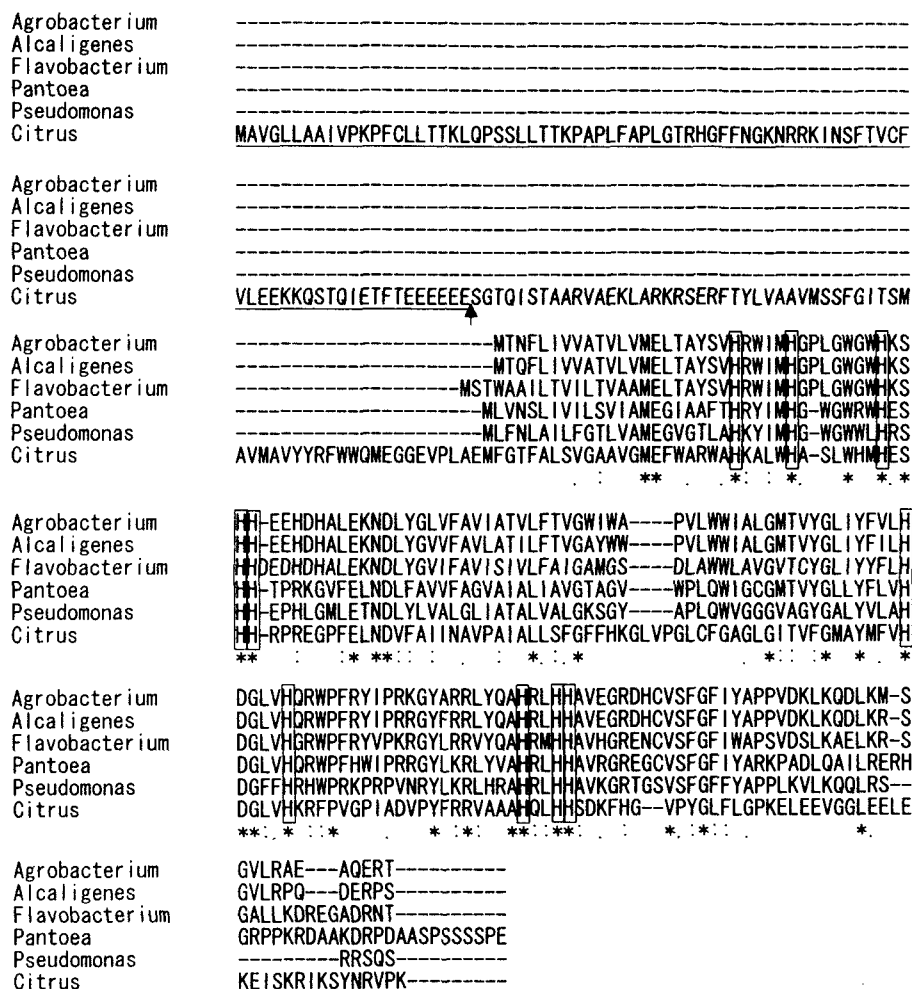 Agrobacterium ------------------------------------------------------------
Alcaligenes ------------------------------------------------------------
Flavobacterium ------------------------------------------------------------
Pantoea ------------------------------------------------------------
Pseudomonas ------------------------------------------------------------
Citrus MAVGLLAAIVPKPFCLLTTKLQPSSLLTTKPAPLFAPLGTRHGFFNGKNRRKINSFTVCF
Agrobacterium ------------------------------------------------------------
Alcaligenes ------------------------------------------------------------
Flavobacterium ------------------------------------------------------------
Pantoea ------------------------------------------------------------
Pseudomonas ------------------------------------------------------------
Citrus VLEEKKQSTQIETFTEEEEEESGTQISTAARVAEKLARKRSERFTYLVAAVMSSFGITSM
Agrobacterium -----------------------MTNFLIVVATVLVMELTAYSVHRWIMHGPLGWGWHKS
Alcaligenes -----------------------MTQFLIVVATVLVMELTAYSVHRWIMHGPLGWGWHKS
Flavobacterium --------------------MSTWAAILTVILTVAAMELTAYSVHRWIMHGPLGWGWHKS
Pantoea ----------------------MLVNSLIVILSVIAMEGIAAFTHRYIMHG-WGWRWHES
Pseudomonas ----------------------MLFNLAILFGTLVAMEGVGTLAHKYIMHG-WGWWLHRS
Citrus AVMAVYYRFWWQMEGGEVPLAEMFGTFALSVGAAVGMEFWARWAHKALWHA-SLWHMHES
. : . : ** * : : * . * * *
Agrobacterium HH-EEHDHALEKNDLYGLVFAVIATVLFTVGWIWA----PVLWWIALGMTVYGLIYFVLH
Alcaligenes HH-EEHDHALEKNDLYGVVFAVLATILFTVGAYWW----PVLWWIALGMTVYGLIYFILH
Flavobacterium HHDEDHDHALEKNDLYGVIFAVISIVLFAIGAMGS----DLAWWLAVGVTCYGLIYYFLH
Pantoea HH-TPRKGVFELNDLFAVVFAGVAIALIAVGTAGV----WPLQWIGCGMTVYGLLYFLVH
Pseudomonas HH-EPHLGMLETNDLYLVALGLIATALVALGKSGY----APLQWVGGGVAGYGALYVLAH
Citrus HH-RPREGPFELNDVFAIINAVPAIALLSFGFFHKGLVPGLCFGAGLGITVFGMAYMFVH
** : : * **: : . : * : . * * : : * * . *
Agrobacterium DGLVHQRWPFRYIPRKGYARRLYQAHRLHHAVEGRDHCVSFGFIYAPPVDKLKQDLKM-S
Alcaligenes DGLVHQRWPFRYIPRRGYFRRLYQAHRLHHAVEGRDHCVSFGFIYAPPVDKLKQDLKR-S
Flavobacterium DGLVHGRWPFRYVPKRGYLRRVYQAHRMHHAVHGRENCVSFGFIWAPSVDSLKAELKR-S
Pantoea DGLVHQRWPFHWIPRRGYLKRLYVAHRLHHAVRGREGCVSFGFIYARKPADLQAILRERH
Pseudomonas DGFFHRHWPRKPRPVNRYLKRLHRAHRLHHAVKGRTGSVSFGFFYAPPLKVLKQQLRS--
Citrus DGLVHKRFPVGPIADVPYFRRVAAAHQLHHSDKFHG--VPYGLFLGPKELEEVGGLEELE
**: . * : : * . * : * : ** : ** : . : * . : * : : . * .
Agrobacterium GVLRAE---AQERT----------
Alcaligenes GVLRPQ---DERPS----------
Flavobacterium GALLKDREGADRNT----------
Pantoea GRPPKRDAAKDRPDAASPSSSSPE
Pseudomonas ---------RRSQS----------
Citrus KEISKRIKSYNRVPK---------